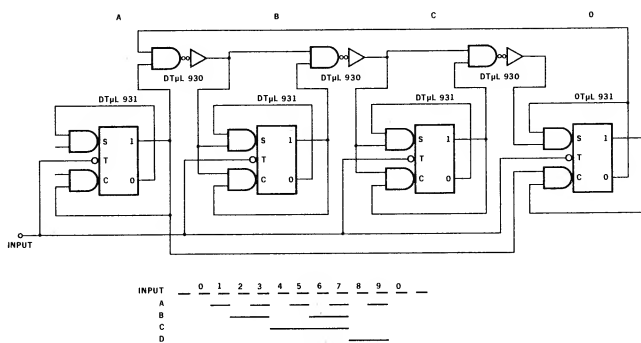 A B C O
DTμL 930 DTμL 930 DTμL 930
DTμL 931 DTμL 931 DTμL 931 OTμL 931
S 1 S 1 S 1 S 1
T T T T
C 0 C 0 C 0 C 0
INPUT
INPUT 0 1 2 3 4 5 6 7 8 9 0
A
B
C
D